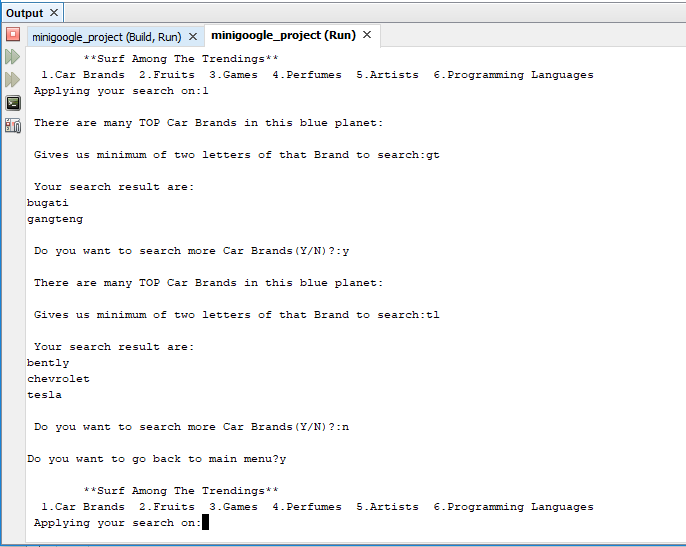 Output
minigoogle_project (Build, Run) minigoogle_project (Run)
**Surf Among The Trendings**
1.Car Brands 2.Fruits 3.Games 4.Perfumes 5.Artists 6.Programming Languages
Applying your search on:1
There are many TOP Car Brands in this blue planet:
Gives us minimum of two letters of that Brand to search:gt
Your search result are:
bugati
gangteng
Do you want to search more Car Brands(Y/N)?:y
There are many TOP Car Brands in this blue planet:
Gives us minimum of two letters of that Brand to search:tl
Your search result are:
bently
chevrolet
tesla
Do you want to search more Car Brands(Y/N)?:n
Do you want to go back to main menu?y
**Surf Among The Trendings**
1.Car Brands 2.Fruits 3.Games 4.Perfumes 5.Artists 6.Programming Languages
Applying your search on: